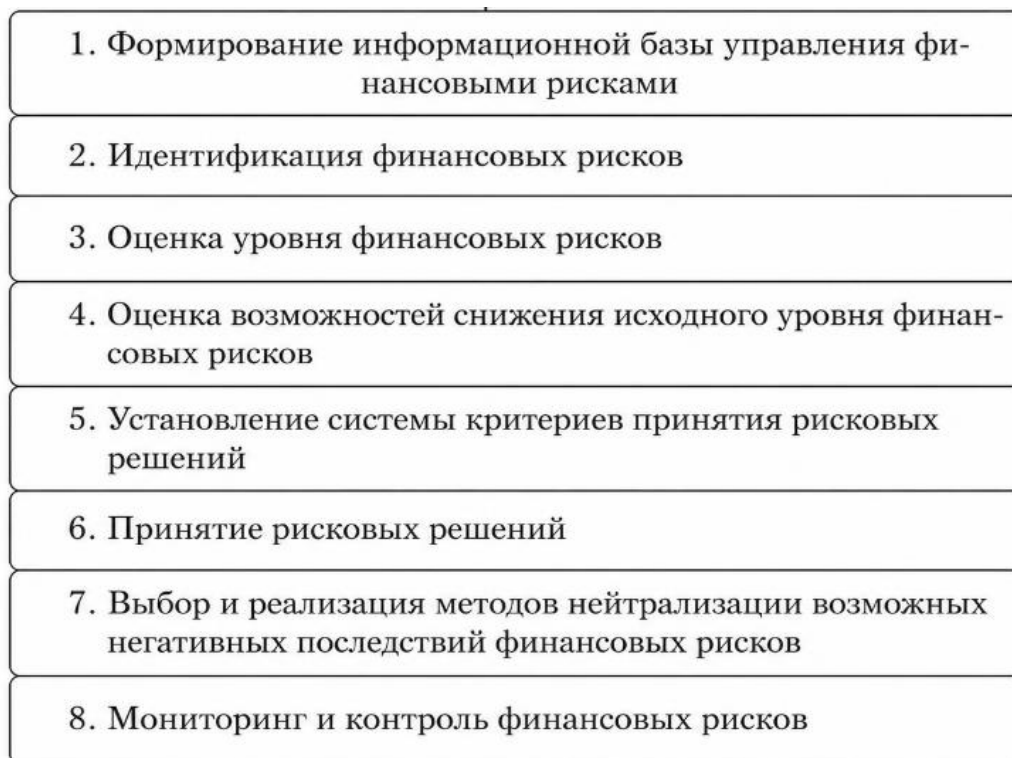 1. Формирование информационной базы управления фи-
нансовыми рисками
2. Идентификация финансовых рисков
3. Оценка уровня финансовых рисков
4. Оценка возможностей снижения исходного уровня финан-
совых рисков
5. Установление системы критериев принятия рисковых
решений
6. Принятие рисковых решений
7. Выбор и реализация методов нейтрализации возможных
негативных последствий финансовых рисков
8. Мониторинг и контроль финансовых рисков